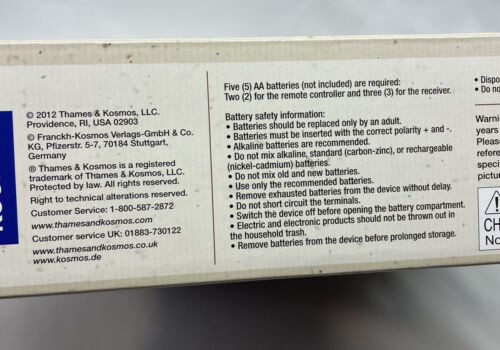 © 2012 Thames & Kosmos, LLC.
Providence, RI, USA 02903
© Franckh-Kosmos Verlags-GmbH & Co.
KG, Pfizerstr. 5-7, 70184 Stuttgart,
Germany
® Thames & Kosmos is a registered
trademark of Thames & Kosmos, LLC.
Protected by law. All rights reserved.
Right to technical alterations reserved.
Customer Service: 1-800-587-2872
www.thamesandkosmos.com
Customer service UK: 01883-730122
www.thamesandkosmos.co.uk
www.kosmos.de
Five (5) AA batteries (not included) are required:
Two (2) for the remote controller and three (3) for the receiver.
Battery safety information:
• Batteries should be replaced only by an adult.
• Batteries must be inserted with the correct polarity + and -.
• Alkaline batteries are recommended.
• Do not mix alkaline, standard (carbon-zinc), or rechargeable
(nickel-cadmium) batteries.
• Do not mix old and new batteries.
• Use only the recommended batteries.
• Remove exhausted batteries from the device without delay.
• Do not short circuit the terminals.
• Switch the device off before opening the battery compartment.
• Electric and electronic products should not be thrown out in
the household trash.
• Remove batteries from the device before prolonged storage.
• Dispo
• Do no
Warni
years
Please
refere
speci
pictur
CH
No